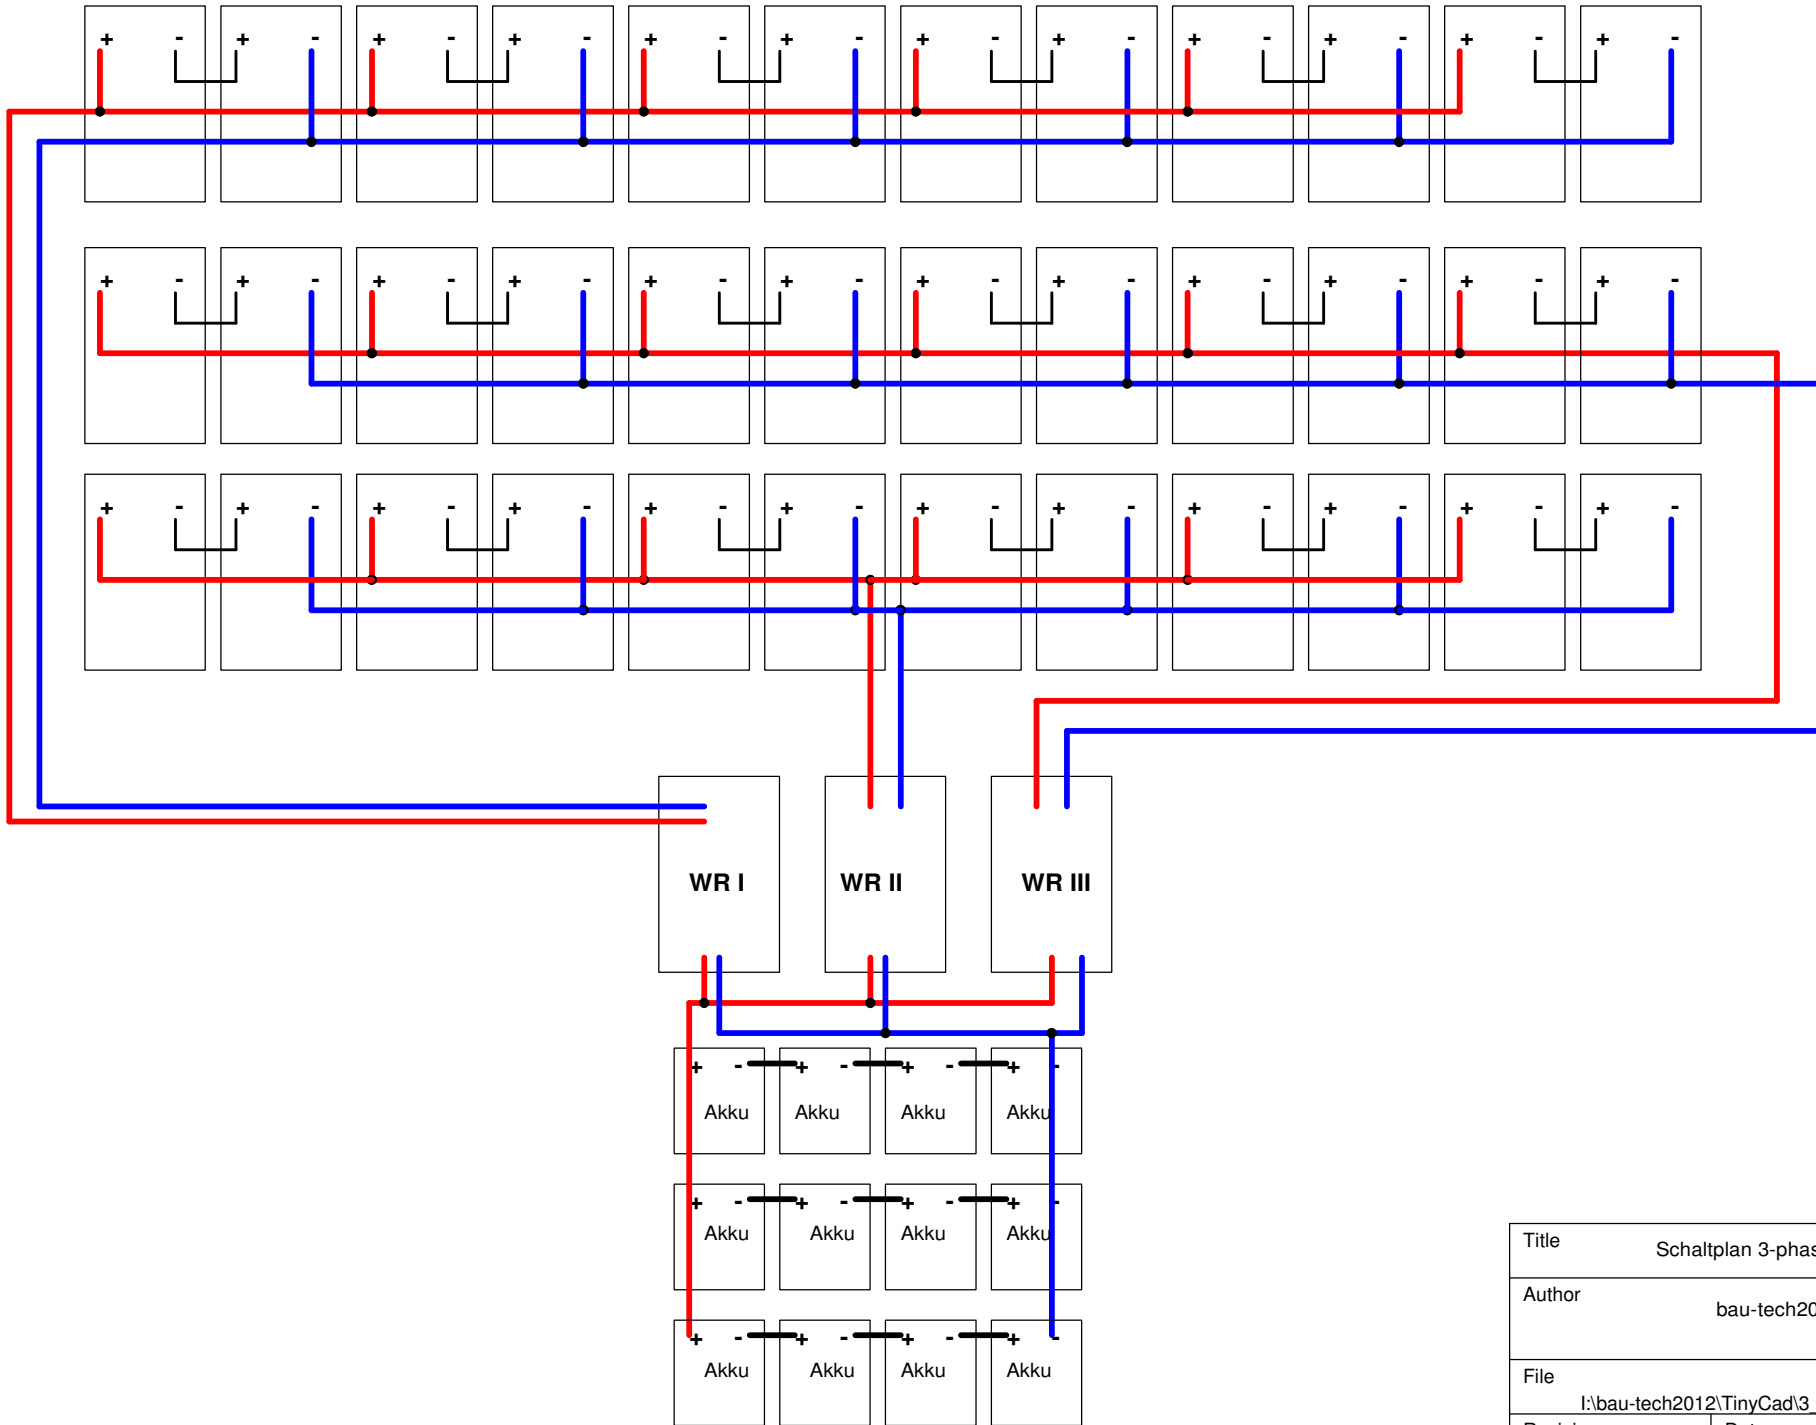 + - + - + - + - + - + - + - + - + - + - + - + -
+ - + - + - + - + - + - + - + - + - + - + - + -
+ - + - + - + - + - + - + - + - + - + - + - + -
WR I WR II WR III
+ - + - + - + -
Akku Akku Akku Akku
+ - + - + - + -
Akku Akku Akku Akku
+ - + - + - + -
Akku Akku Akku Akku
Title Schaltplan 3-phas
Author bau-tech20
File
I:\bau-tech2012\TinyCad\3_